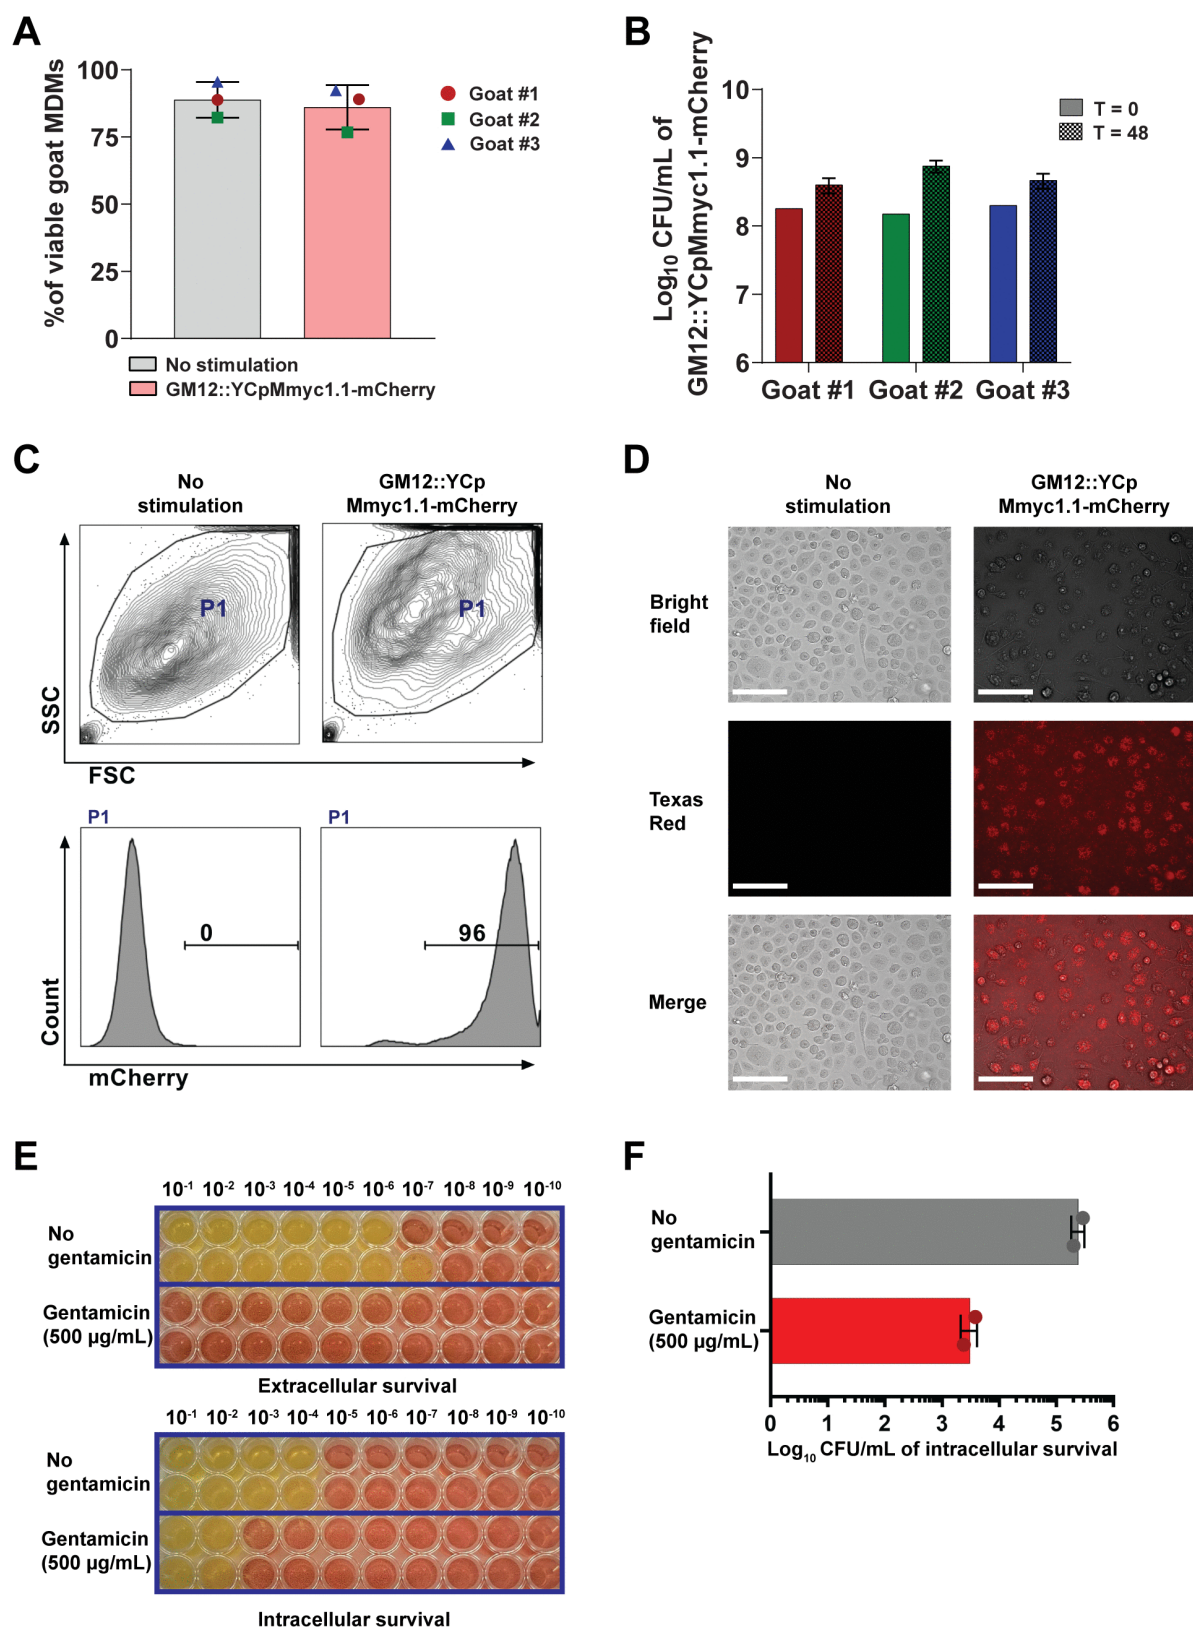 A
%of viable goat MDMs
100
75
50
25
0
Goat #1
Goat #2
Goat #3
No stimulation
GM12::YCpMmyc1.1-mCherry
B
Log10 CFU/mL of
GM12::YCpMmyc1.1-mCherry
10
9
8
7
6
T = 0
T = 48
Goat #1 Goat #2 Goat #3
C
No
stimulation
GM12::YCp
Mmyc1.1-mCherry
P1
P1
SSC
FSC
P1
P1
0
96
Count
mCherry
D
No
stimulation
GM12::YCp
Mmyc1.1-mCherry
Bright
field
Texas
Red
Merge
E
10-1 10-2 10-3 10-4 10-5 10-6 10-7 10-8 10-9 10-10
No
gentamicin
Gentamicin
(500 µg/mL)
Extracellular survival
10-1 10-2 10-3 10-4 10-5 10-6 10-7 10-8 10-9 10-10
No
gentamicin
Gentamicin
(500 µg/mL)
Intracellular survival
F
No
gentamicin
Gentamicin
(500 µg/mL)
0 1 2 3 4 5 6
Log10 CFU/mL of intracellular survival